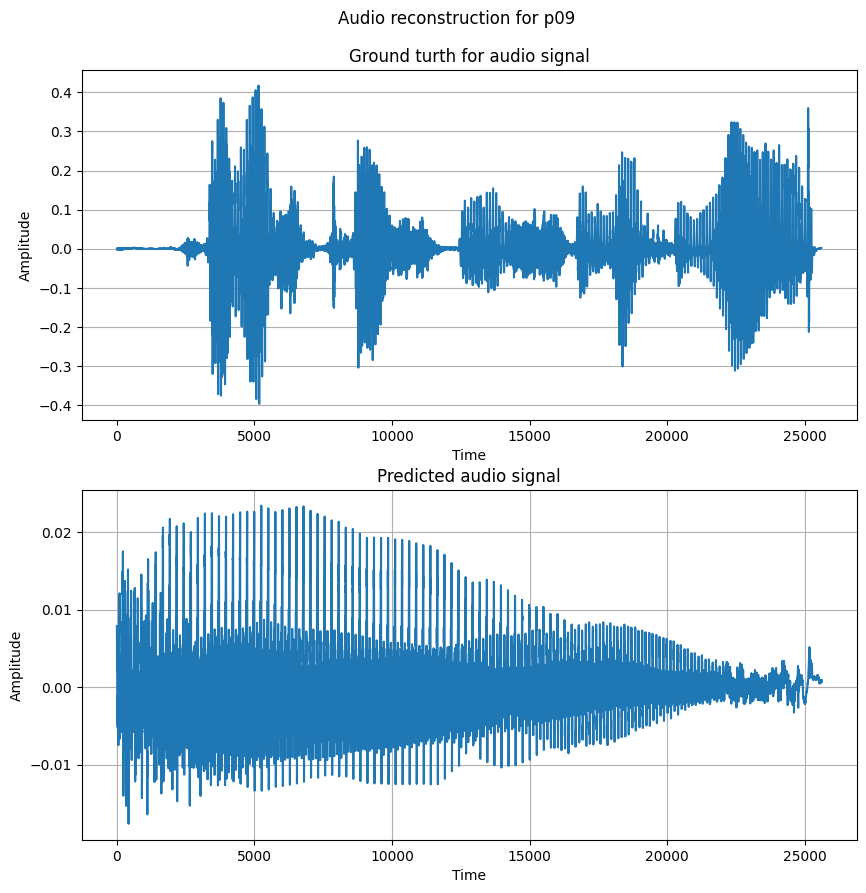 Audio reconstruction for p09
Ground turth for audio signal
0.4
0.3
0.2
0.1
0.0
−0.1
−0.2
−0.3
−0.4
Amplitude
0 5000 10000 15000 20000 25000
Time
Predicted audio signal
0.02
0.01
0.00
−0.01
Amplitude
0 5000 10000 15000 20000 25000
Time